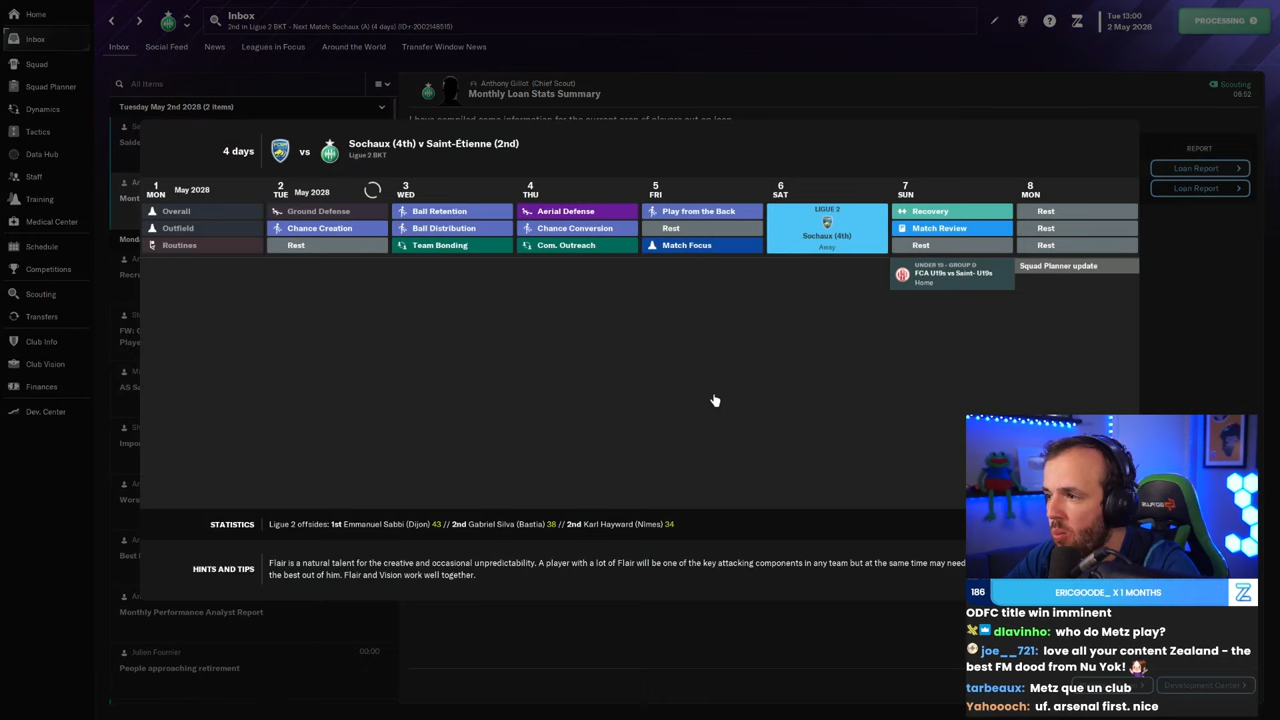 Home
Inbox
Squad
Squad Planner
Dynamics
Tactics
Data Hub
Staff
Training
Medical Center
Schedule
Competitions
Scouting
Transfers
Club Info
Club Vision
Finances
Dev. Center
Inbox
2nd in Ligue 2 BKT - Next Match: Sochaux (A) (4 days) (ID:r-2002148515)
Tue 13:00
2 May 2028
PROCESSING
Inbox Social Feed News Leagues in Focus Around the World Transfer Window News
All Items
Tuesday May 2nd 2028 (2 items)
Anthony Gillot (Chief Scout)
Monthly Loan Stats Summary
Scouting
08:52
REPORT
Loan Report
Loan Report
4 days vs Sochaux (4th) v Saint-Étienne (2nd)
Ligue 2 BKT
1 MON May 2028
Overall
Outfield
Routines
2 TUE May 2028
Ground Defense
Chance Creation
Rest
3 WED
Ball Retention
Ball Distribution
Team Bonding
4 THU
Aerial Defense
Chance Conversion
Com. Outreach
5 FRI
Play from the Back
Rest
Match Focus
6 SAT
LIGUE 2
Sochaux (4th)
Away
7 SUN
Recovery
Match Review
Rest
UNDER 19 - GROUP D
FCA U19s vs Saint- U19s
Home
8 MON
Rest
Rest
Rest
Squad Planner update
STATISTICS Ligue 2 offsides: 1st Emmanuel Sabbi (Dijon) 43 // 2nd Gabriel Silva (Bastia) 38 // 2nd Karl Hayward (Nîmes) 34
HINTS AND TIPS
Flair is a natural talent for the creative and occasional unpredictability. A player with a lot of Flair will be one of the key attacking components in any team but at the same time may need
the best out of him. Flair and Vision work well together.
Monthly Performance Analyst Report
Julien Fournier 00:00
People approaching retirement
186 ERICGOODE_ X 1 MONTHS
ODFC title win imminent
dlavinho: who do Metz play?
joe__721: love all your content Zealand - the
best FM dood from Nu Yok!
tarbeaux: Metz que un club
Yahoooch: uf. arsenal first. nice